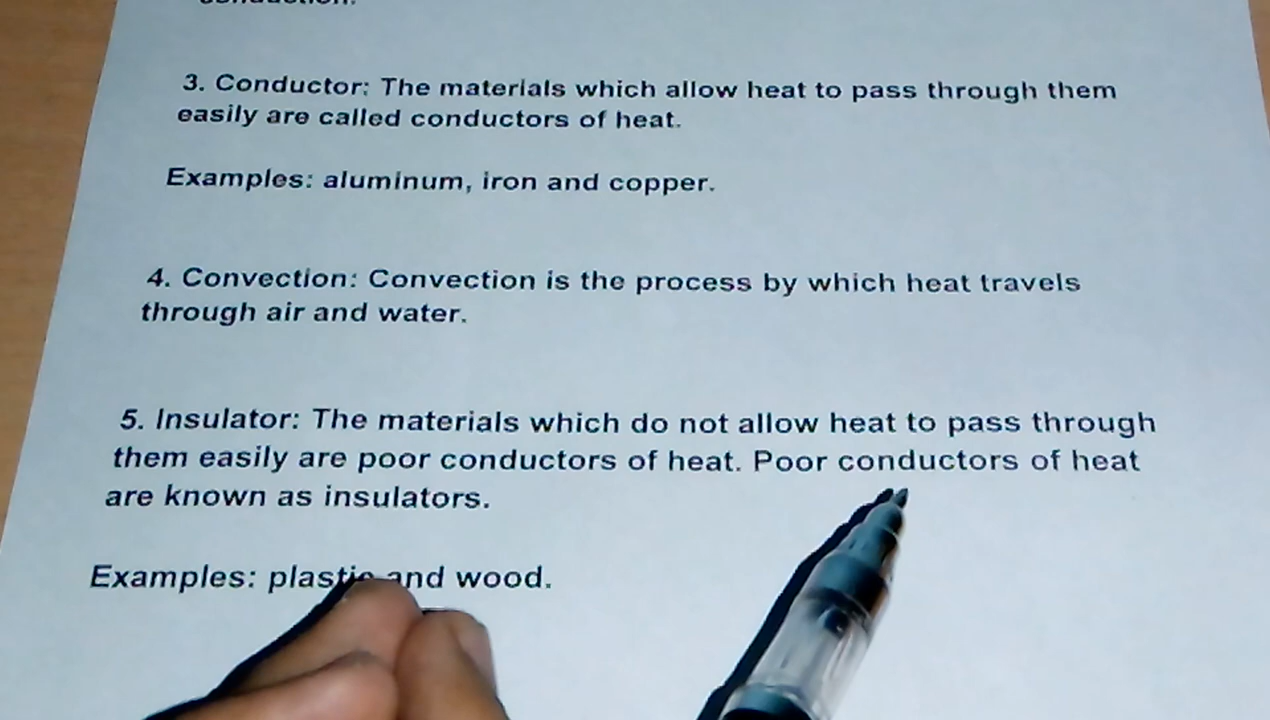 conduction.
3. Conductor: The materials which allow heat to pass through them
easily are called conductors of heat.
Examples: aluminum, iron and copper.
4. Convection: Convection is the process by which heat travels
through air and water.
5. Insulator: The materials which do not allow heat to pass through
them easily are poor conductors of heat. Poor conductors of heat
are known as insulators.
Examples: plastic and wood.